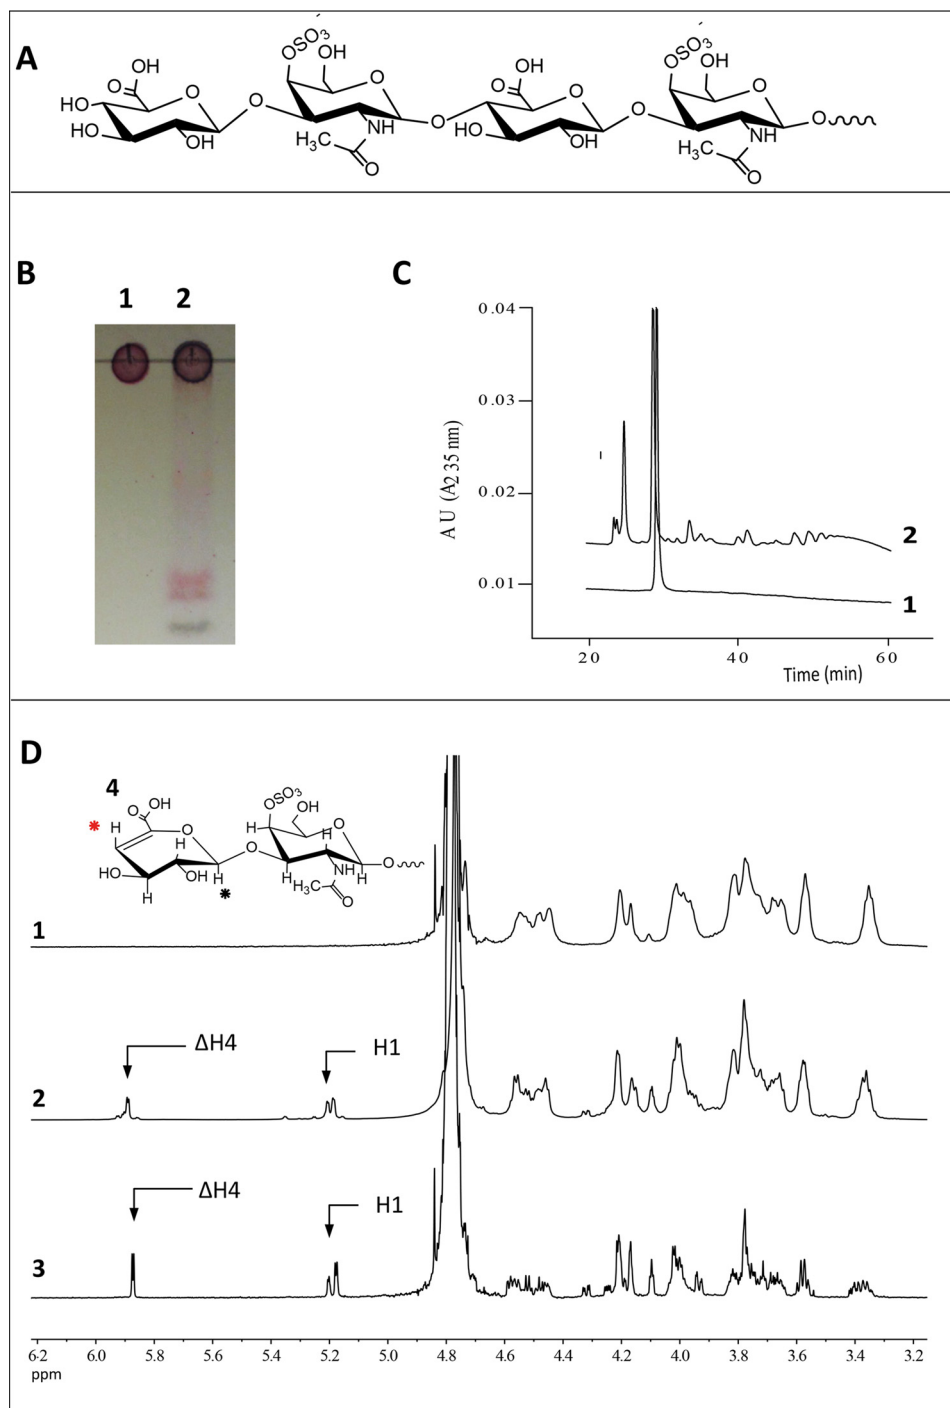 A
OH
O
HO
HO
O
OH
O
OSO3-
OH
O
NH
H3C
O
O
OH
O
HO
O
OH
O
OSO3-
OH
O
NH
H3C
O
O
B
1 2
C
0.04
0.03
0.02
0.01
AU (A235 nm)
2
1
20 40 60
Time (min)
D
4
*
H
O
OH
O
H
HO
H
OH
H
*
O
OSO3-
OH
H
H
O
H
NH
H
H3C
O
O
1
ΔH4
H1
2
ΔH4
H1
3
6.2 6.0 5.8 5.6 5.4 5.2 5.0 4.8 4.6 4.4 4.2 4.0 3.8 3.6 3.4 3.2
ppm